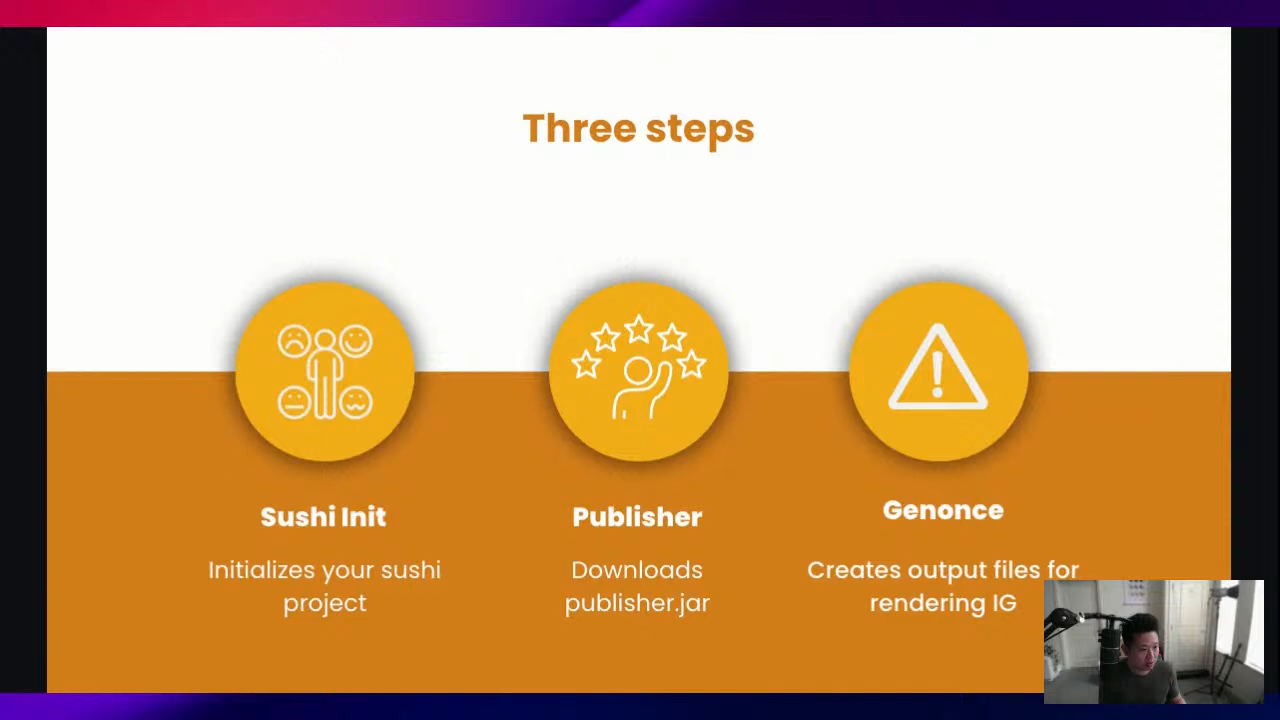 Three steps
Sushi Init
Initializes your sushi
project
Publisher
Downloads
publisher.jar
Genonce
Creates output files for
rendering IG